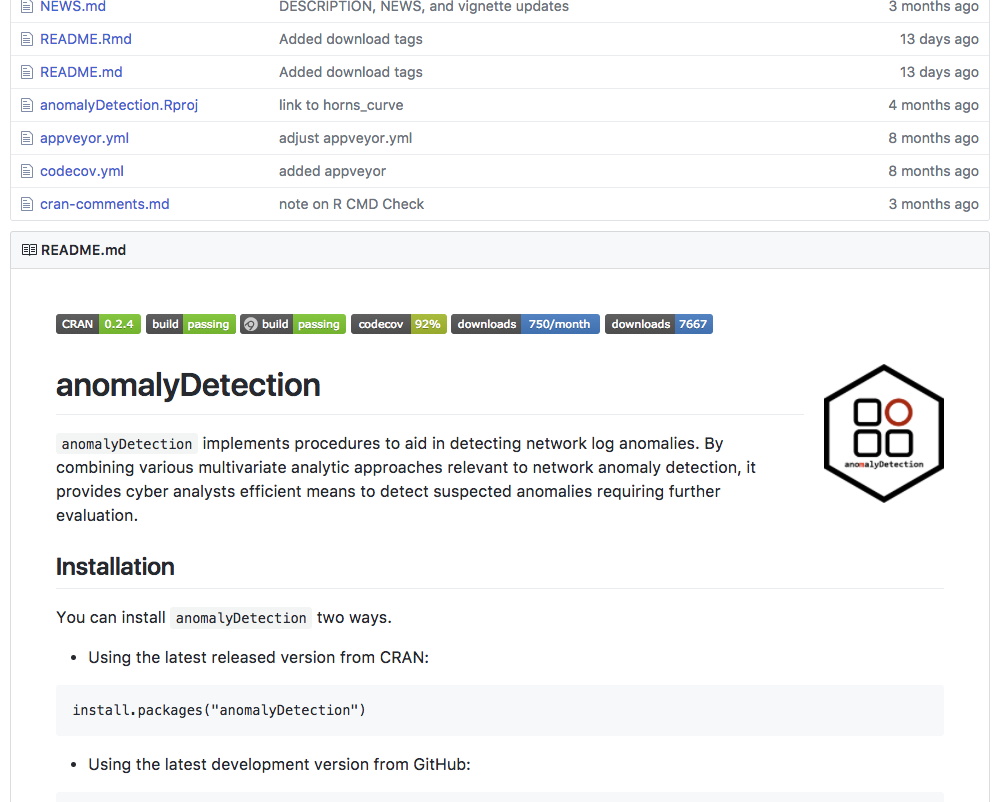 NEWS.md DESCRIPTION, NEWS, and vignette updates 3 months ago
README.Rmd Added download tags 13 days ago
README.md Added download tags 13 days ago
anomalyDetection.Rproj link to horns_curve 4 months ago
appveyor.yml adjust appveyor.yml 8 months ago
codecov.yml added appveyor 8 months ago
cran-comments.md note on R CMD Check 3 months ago
README.md
CRAN 0.2.4 build passing build passing codecov 92% downloads 750/month downloads 7667
anomalyDetection
anomalyDetection implements procedures to aid in detecting network log anomalies. By
combining various multivariate analytic approaches relevant to network anomaly detection, it
provides cyber analysts efficient means to detect suspected anomalies requiring further
evaluation.
anomalyDetection
Installation
You can install anomalyDetection two ways.
• Using the latest released version from CRAN:
install.packages("anomalyDetection")
• Using the latest development version from GitHub: